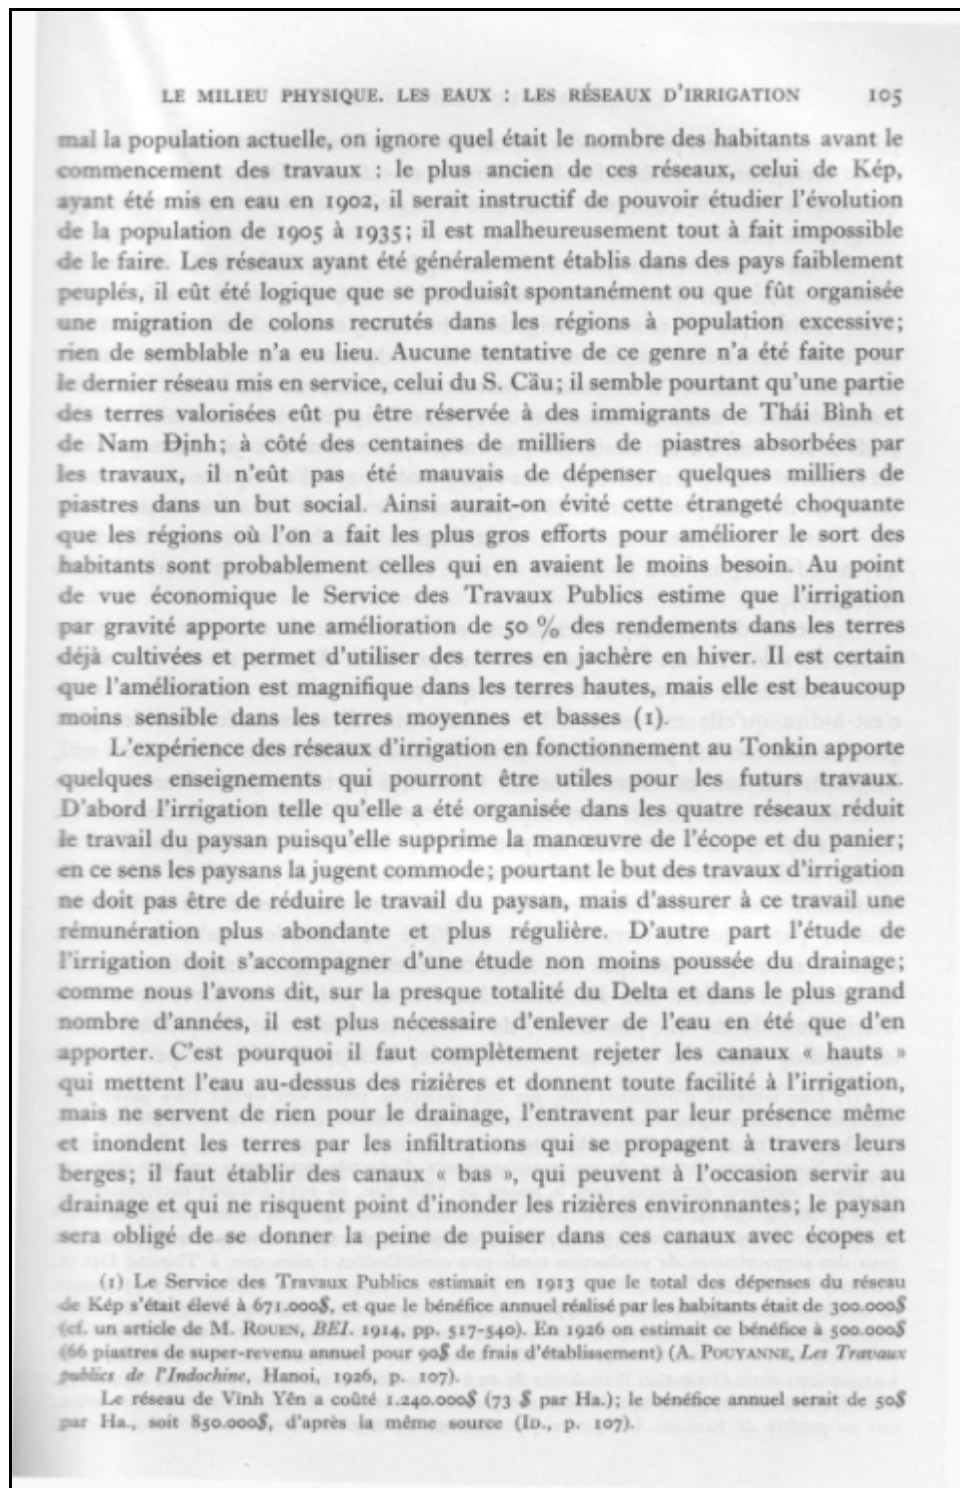 LE MILIEU PHYSIQUE. LES EAUX : LES RÉSEAUX D'IRRIGATION 105
mal la population actuelle, on ignore quel était le nombre des habitants avant le
commencement des travaux : le plus ancien de ces réseaux, celui de Kép,
ayant été mis en eau en 1902, il serait instructif de pouvoir étudier l'évolution
de la population de 1905 à 1935; il est malheureusement tout à fait impossible
de le faire. Les réseaux ayant été généralement établis dans des pays faiblement
peuplés, il eût été logique que se produisît spontanément ou que fût organisée
une migration de colons recrutés dans les régions à population excessive;
rien de semblable n'a eu lieu. Aucune tentative de ce genre n'a été faite pour
le dernier réseau mis en service, celui du S. Cầu; il semble pourtant qu'une partie
des terres valorisées eût pu être réservée à des immigrants de Thái Bình et
de Nam Định; à côté des centaines de milliers de piastres absorbées par
les travaux, il n'eût pas été mauvais de dépenser quelques milliers de
piastres dans un but social. Ainsi aurait-on évité cette étrangeté choquante
que les régions où l'on a fait les plus gros efforts pour améliorer le sort des
habitants sont probablement celles qui en avaient le moins besoin. Au point
de vue économique le Service des Travaux Publics estime que l'irrigation
par gravité apporte une amélioration de 50 % des rendements dans les terres
déjà cultivées et permet d'utiliser des terres en jachère en hiver. Il est certain
que l'amélioration est magnifique dans les terres hautes, mais elle est beaucoup
moins sensible dans les terres moyennes et basses (1).
L'expérience des réseaux d'irrigation en fonctionnement au Tonkin apporte
quelques enseignements qui pourront être utiles pour les futurs travaux.
D'abord l'irrigation telle qu'elle a été organisée dans les quatre réseaux réduit
le travail du paysan puisqu'elle supprime la manœuvre de l'écope et du panier;
en ce sens les paysans la jugent commode; pourtant le but des travaux d'irrigation
ne doit pas être de réduire le travail du paysan, mais d'assurer à ce travail une
rémunération plus abondante et plus régulière. D'autre part l'étude de
l'irrigation doit s'accompagner d'une étude non moins poussée du drainage;
comme nous l'avons dit, sur la presque totalité du Delta et dans le plus grand
nombre d'années, il est plus nécessaire d'enlever de l'eau en été que d'en
apporter. C'est pourquoi il faut complètement rejeter les canaux « hauts »
qui mettent l'eau au-dessus des rizières et donnent toute facilité à l'irrigation,
mais ne servent de rien pour le drainage, l'entravent par leur présence même
et inondent les terres par les infiltrations qui se propagent à travers leurs
berges; il faut établir des canaux « bas », qui peuvent à l'occasion servir au
drainage et qui ne risquent point d'inonder les rizières environnantes; le paysan
sera obligé de se donner la peine de puiser dans ces canaux avec écopes et
(1) Le Service des Travaux Publics estimait en 1913 que le total des dépenses du réseau
de Kép s'était élevé à 671.000$, et que le bénéfice annuel réalisé par les habitants était de 300.000$
(cf. un article de M. ROUEN, BEI. 1914, pp. 517-540). En 1926 on estimait ce bénéfice à 500.000$
(66 piastres de super-revenu annuel pour 90$ de frais d'établissement) (A. POUYANNE, Les Travaux
publics de l'Indochine, Hanoi, 1926, p. 107).
Le réseau de Vĩnh Yên a coûté 1.240.000$ (73 $ par Ha.); le bénéfice annuel serait de 50$
par Ha., soit 850.000$, d'après la même source (ID., p. 107).